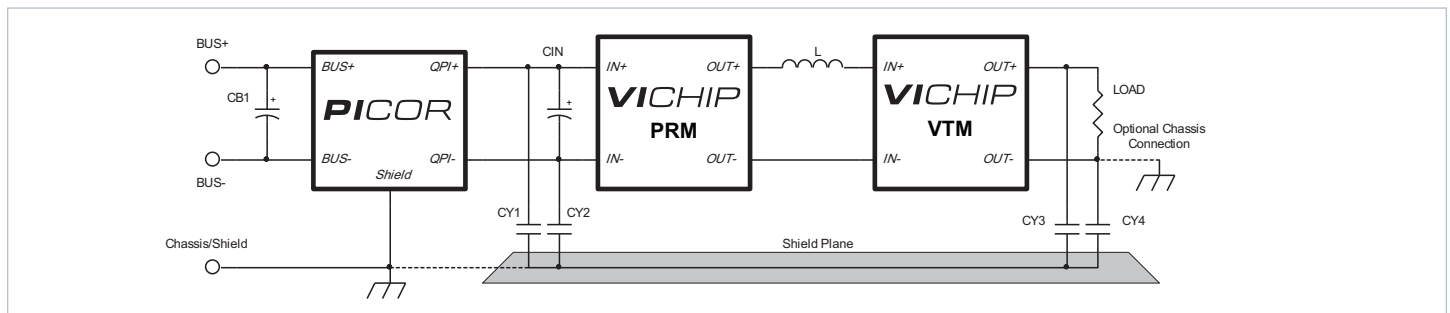 BUS+
CIN
L
BUS+
QPI+
IN+
OUT+
IN+
OUT+
CB1
+
PICOR
+
VICHIP
PRM
VICHIP
VTM
LOAD
Optional Chassis
Connection
BUS-
QPI-
IN-
OUT-
IN-
OUT-
Shield
BUS-
CY1
CY2
CY3
CY4
Chassis/Shield
Shield Plane